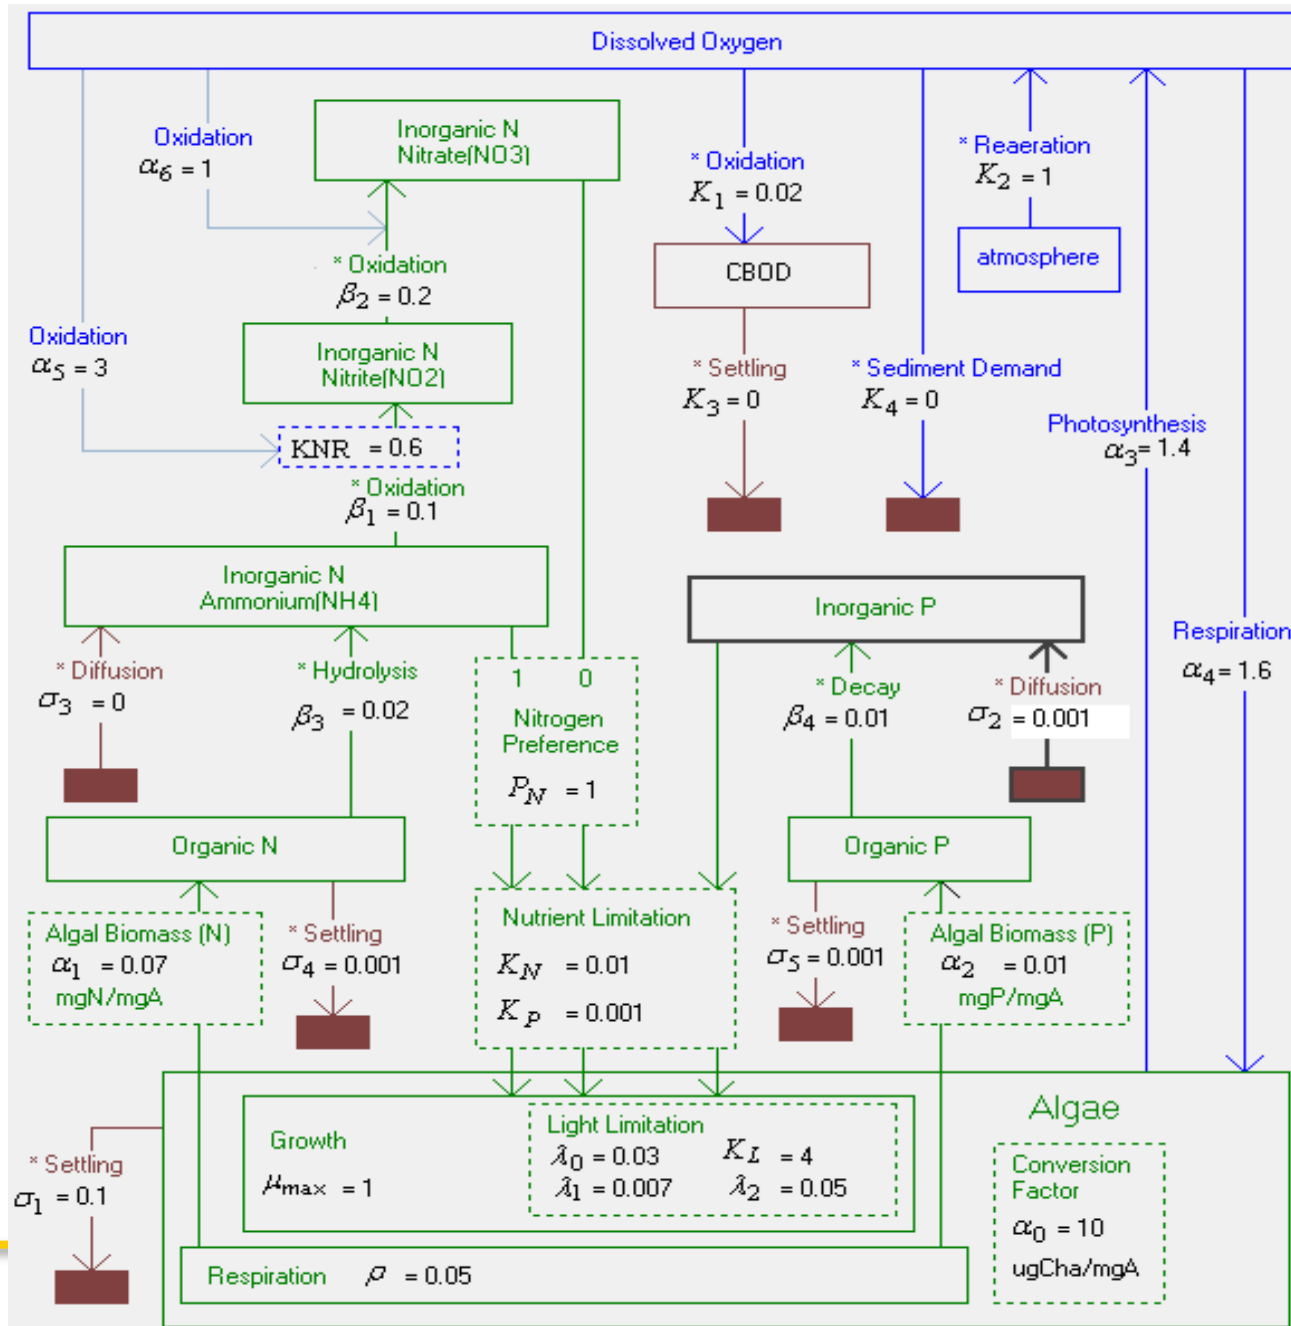 Dissolved Oxygen
Oxidation
α6 = 1
Inorganic N
Nitrate(NO3)
* Oxidation
K1 = 0.02
* Reaeration
K2 = 1
atmosphere
CBOD
* Oxidation
β2 = 0.2
Oxidation
α5 = 3
Inorganic N
Nitrite(NO2)
* Settling
K3 = 0
* Sediment Demand
K4 = 0
Photosynthesis
α3 = 1.4
KNR = 0.6
* Oxidation
β1 = 0.1
Inorganic N
Ammonium(NH4)
Inorganic P
Respiration
α4 = 1.6
* Diffusion
σ3 = 0
* Hydrolysis
β3 = 0.02
1 0
Nitrogen
Preference
PN = 1
* Decay
β4 = 0.01
* Diffusion
σ2 = 0.001
Organic N
Organic P
Algal Biomass (N)
α1 = 0.07
mgN/mgA
* Settling
σ4 = 0.001
Nutrient Limitation
KN = 0.01
KP = 0.001
* Settling
σ5 = 0.001
Algal Biomass (P)
α2 = 0.01
mgP/mgA
Algae
Growth
μmax = 1
Light Limitation
λ0 = 0.03 KL = 4
λ1 = 0.007 λ2 = 0.05
Conversion
Factor
α0 = 10
ugCha/mgA
* Settling
σ1 = 0.1
Respiration ρ = 0.05